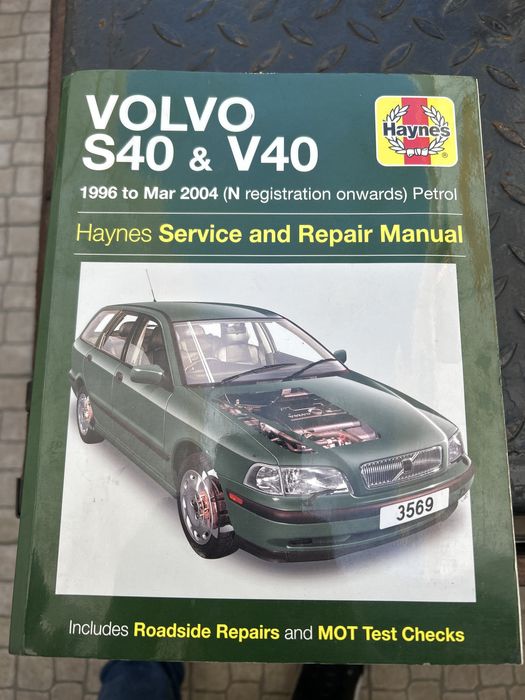 VOLVO
S40 & V40
Haynes
®
1996 to Mar 2004 (N registration onwards) Petrol
Haynes Service and Repair Manual
3569
Includes Roadside Repairs and MOT Test Checks